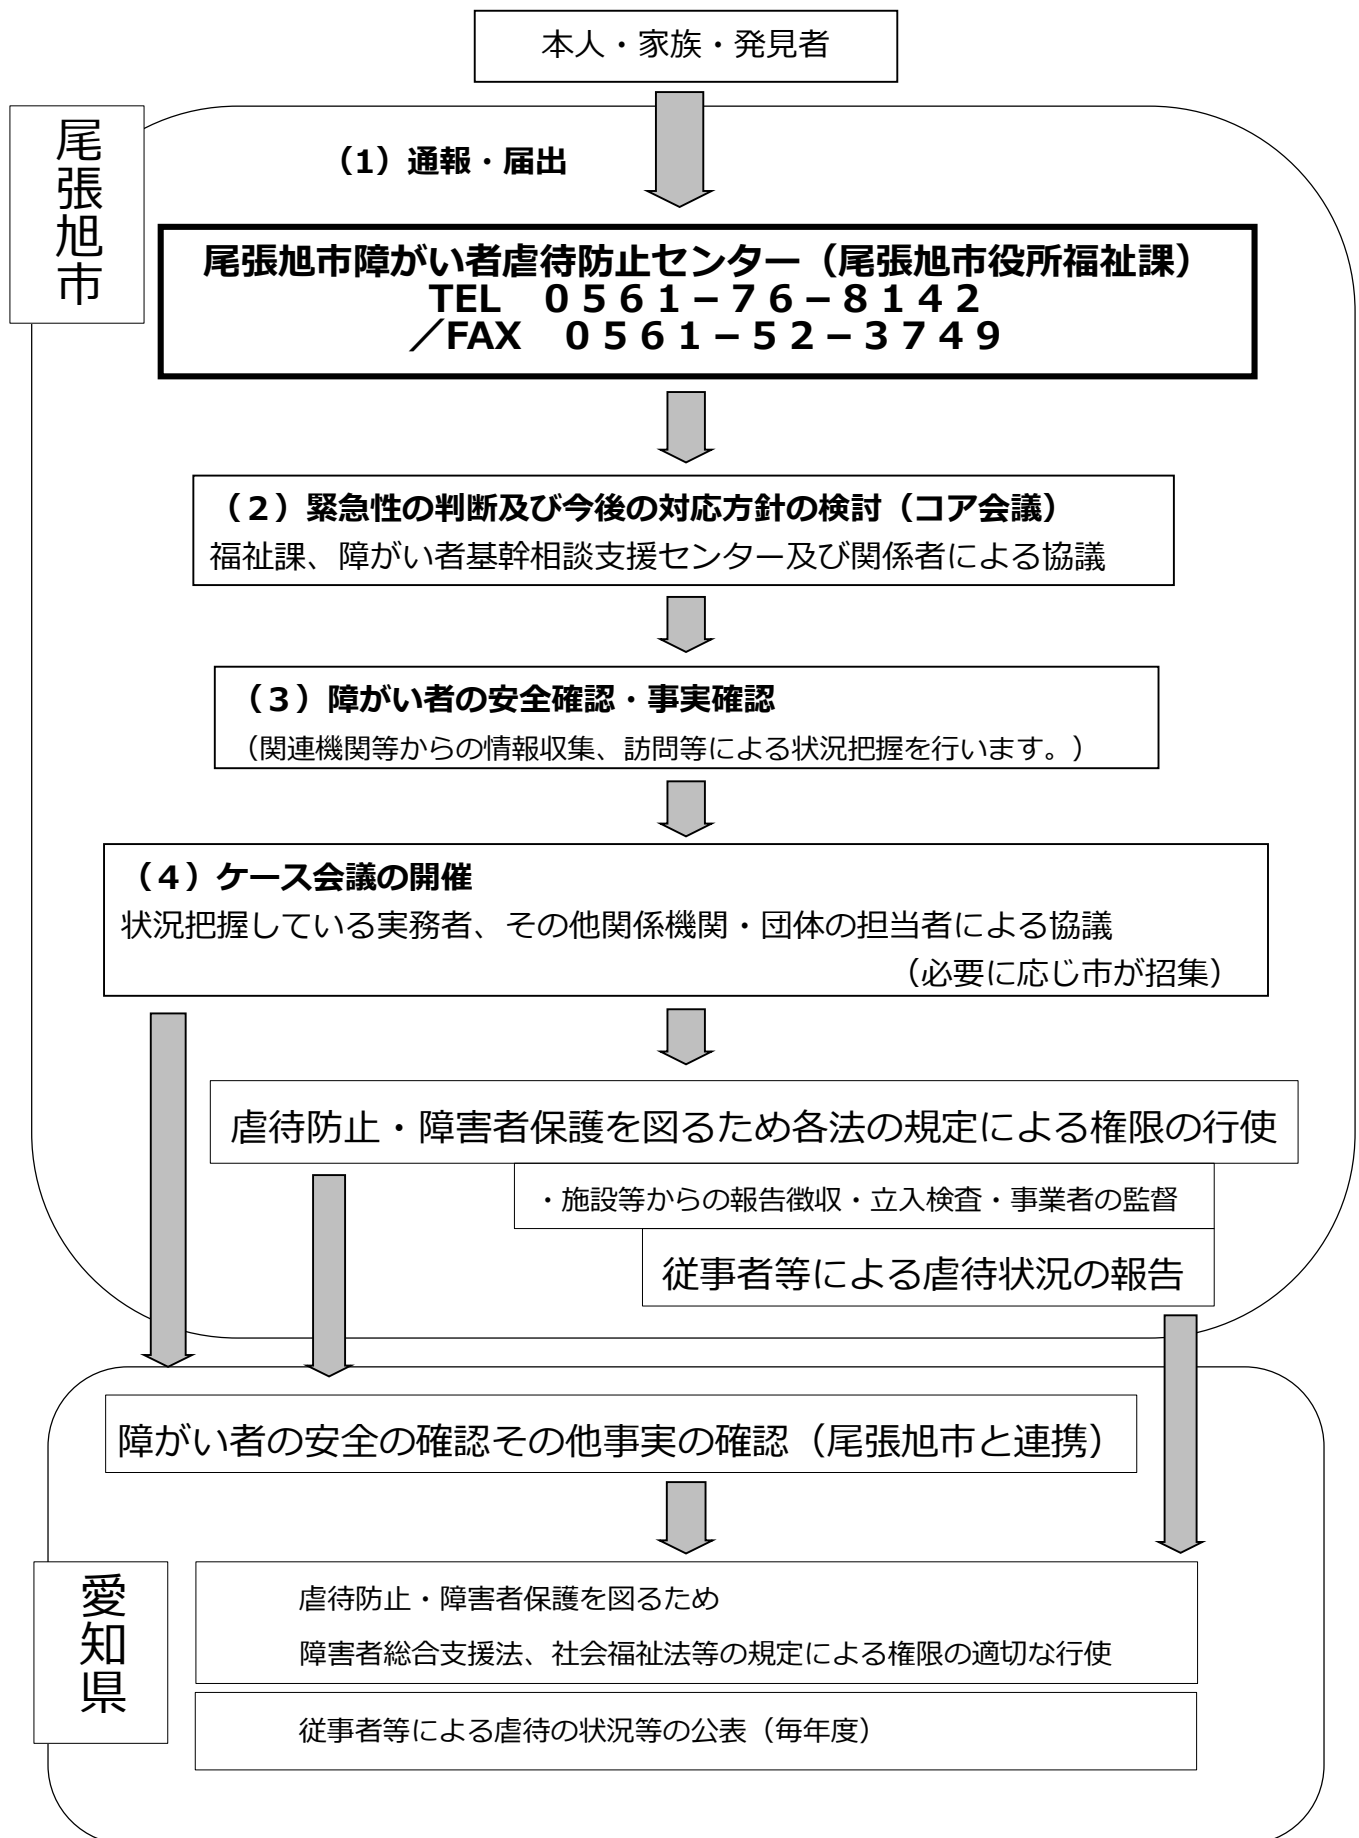 本人・家族・発見者
尾張旭市
（1）通報・届出
尾張旭市障がい者虐待防止センター（尾張旭市役所福祉課）
TEL　０５６１－７６－８１４２
／FAX　０５６１－５２－３７４９
（２）緊急性の判断及び今後の対応方針の検討（コア会議）
福祉課、障がい者基幹相談支援センター及び関係者による協議
（３）障がい者の安全確認・事実確認
（関連機関等からの情報収集、訪問等による状況把握を行います。）
（４）ケース会議の開催
状況把握している実務者、その他関係機関・団体の担当者による協議
（必要に応じ市が招集）
虐待防止・障害者保護を図るため各法の規定による権限の行使
・施設等からの報告徴収・立入検査・事業者の監督
従事者等による虐待状況の報告
障がい者の安全の確認その他事実の確認（尾張旭市と連携）
愛知県
虐待防止・障害者保護を図るため
障害者総合支援法、社会福祉法等の規定による権限の適切な行使
従事者等による虐待の状況等の公表（毎年度）